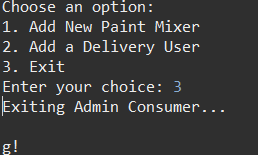 Choose an option:
1. Add New Paint Mixer
2. Add a Delivery User
3. Exit
Enter your choice: 3
Exiting Admin Consumer...
g!